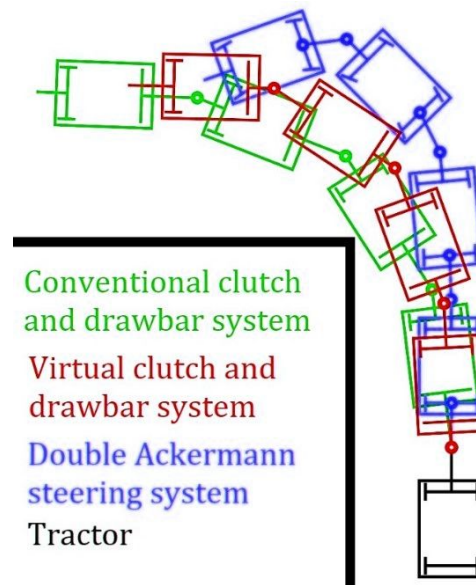 Conventional clutch
and drawbar system
Virtual clutch and
drawbar system
Double Ackermann
steering system
Tractor